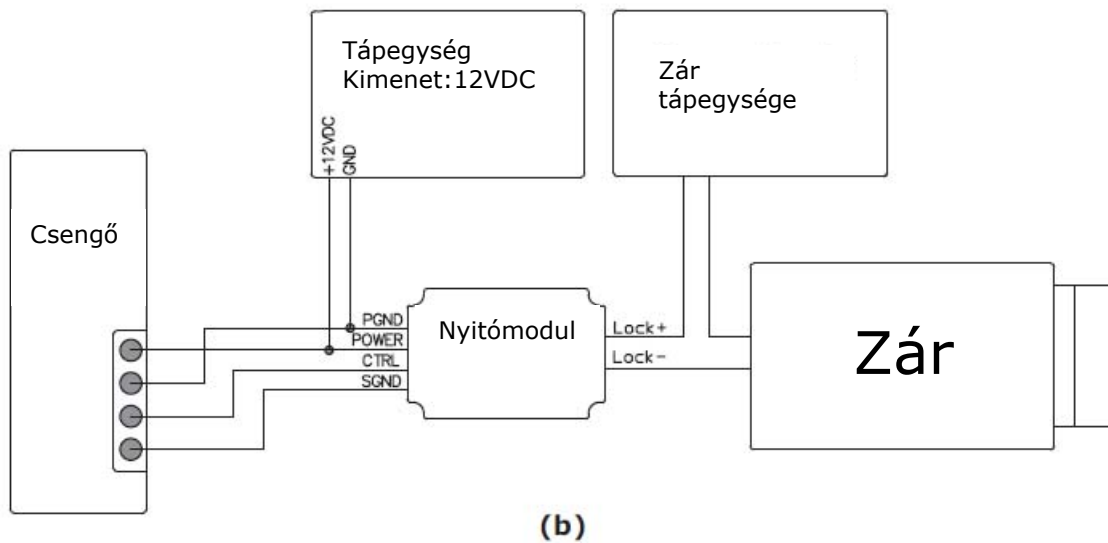 Tápegység
Kimenet:12VDC
+12VDC
GND
Zár
tápegysége
Csengő
PGND
POWER
CTRL
SGND
Nyitómodul
Lock+
Lock-
Zár
(b)